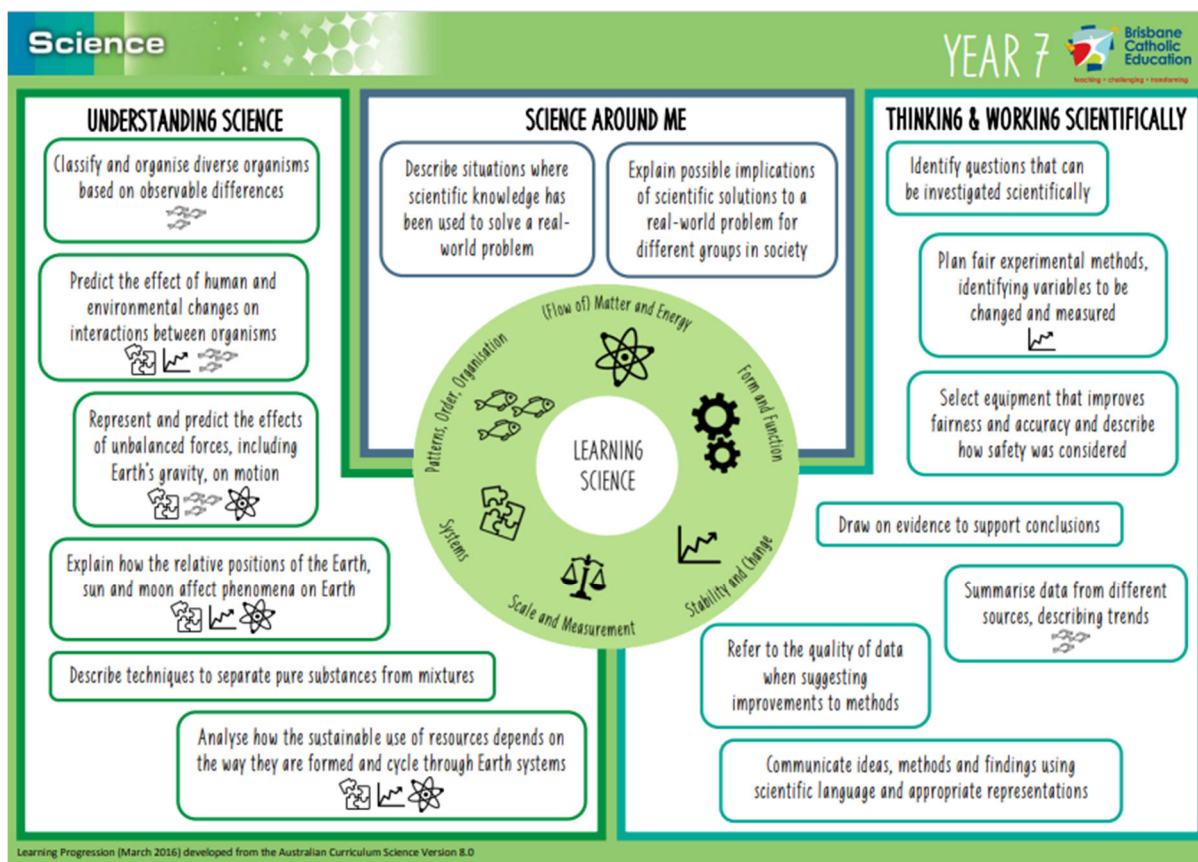 Science
YEAR 7
Brisbane
Catholic
Education
teaching • challenging • transforming
UNDERSTANDING SCIENCE
Classify and organise diverse organisms
based on observable differences
Predict the effect of human and
environmental changes on
interactions between organisms
Represent and predict the effects
of unbalanced forces, including
Earth's gravity, on motion
Explain how the relative positions of the Earth,
sun and moon affect phenomena on Earth
Describe techniques to separate pure substances from mixtures
Analyse how the sustainable use of resources depends on
the way they are formed and cycle through Earth systems
SCIENCE AROUND ME
Describe situations where
scientific knowledge has
been used to solve a real-
world problem
Explain possible implications
of scientific solutions to a
real-world problem for
different groups in society
(Flow of) Matter and Energy
Form and Function
Stability and Change
Scale and Measurement
Systems
Patterns, Order, Organisation
LEARNING
SCIENCE
THINKING & WORKING SCIENTIFICALLY
Identify questions that can
be investigated scientifically
Plan fair experimental methods,
identifying variables to be
changed and measured
Select equipment that improves
fairness and accuracy and describe
how safety was considered
Draw on evidence to support conclusions
Summarise data from different
sources, describing trends
Refer to the quality of data
when suggesting
improvements to methods
Communicate ideas, methods and findings using
scientific language and appropriate representations
Learning Progression (March 2016) developed from the Australian Curriculum Science Version 8.0